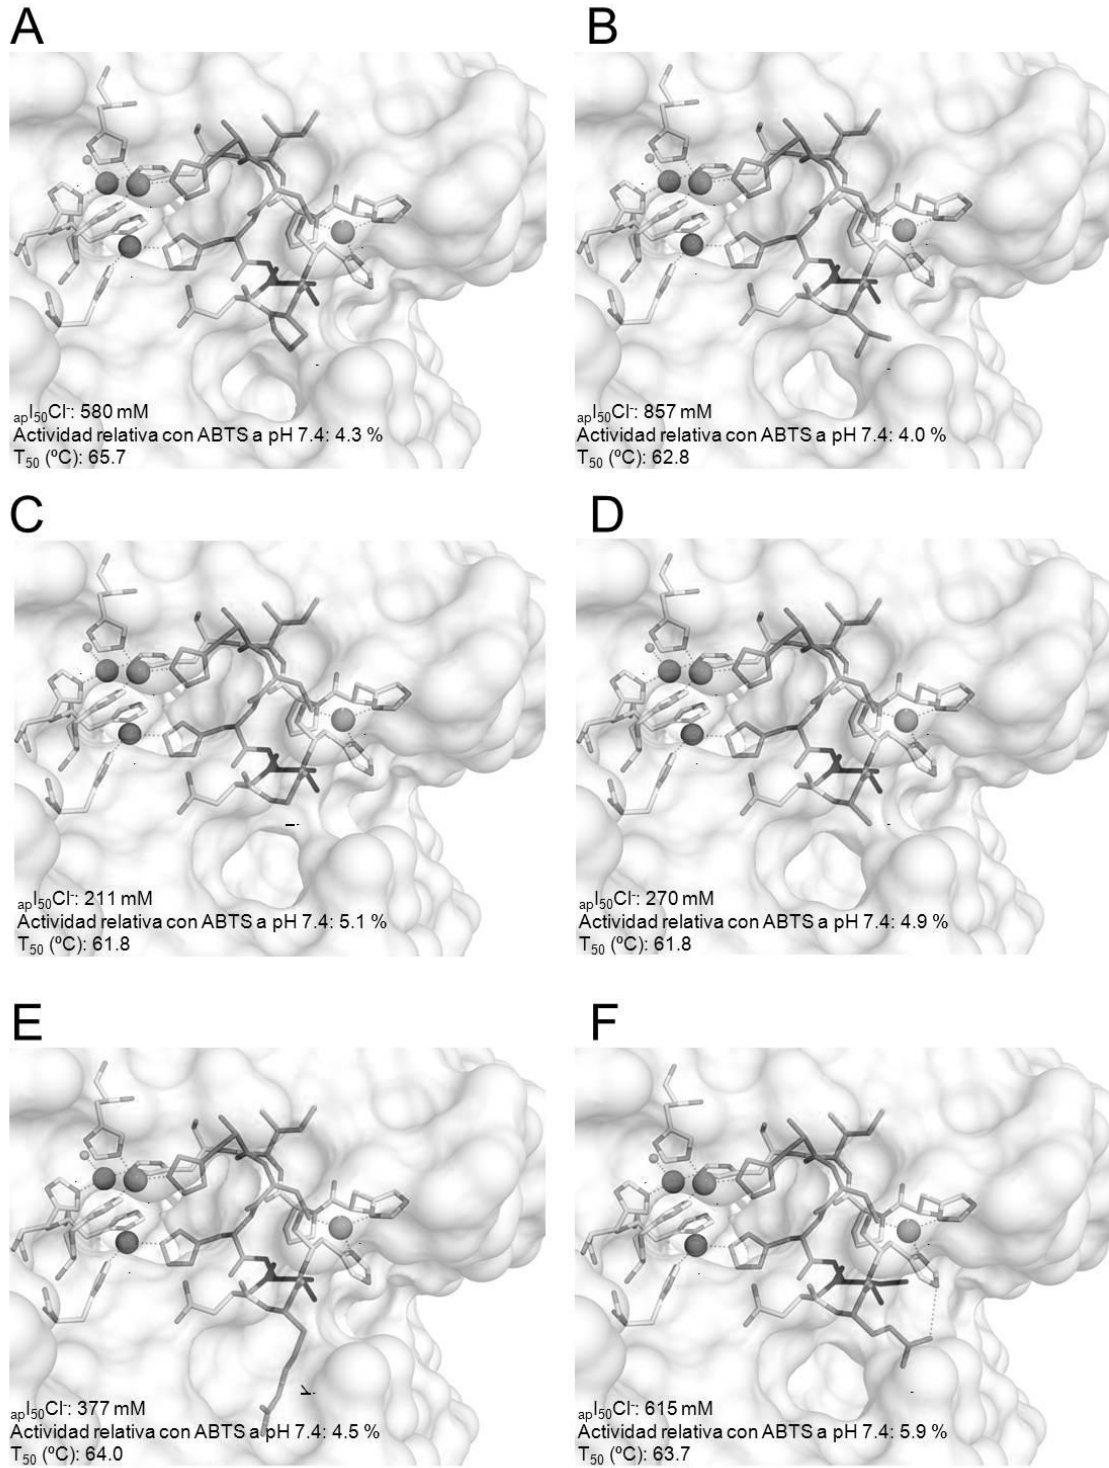 A
B
apI50Cl-: 580 mM
Actividad relativa con ABTS a pH 7.4: 4.3 %
T50 (ºC): 65.7
apI50Cl-: 857 mM
Actividad relativa con ABTS a pH 7.4: 4.0 %
T50 (ºC): 62.8
C
D
apI50Cl-: 211 mM
Actividad relativa con ABTS a pH 7.4: 5.1 %
T50 (ºC): 61.8
apI50Cl-: 270 mM
Actividad relativa con ABTS a pH 7.4: 4.9 %
T50 (ºC): 61.8
E
F
apI50Cl-: 377 mM
Actividad relativa con ABTS a pH 7.4: 4.5 %
T50 (ºC): 64.0
apI50Cl-: 615 mM
Actividad relativa con ABTS a pH 7.4: 5.9 %
T50 (ºC): 63.7